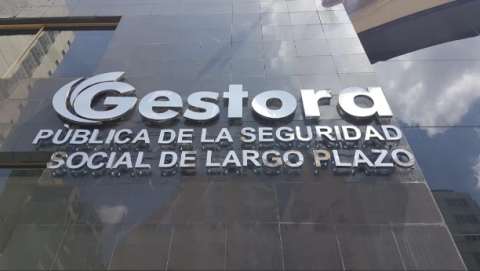 Gestora
PÚBLICA DE LA SEGURIDAD
SOCIAL DE LARGO PLAZO